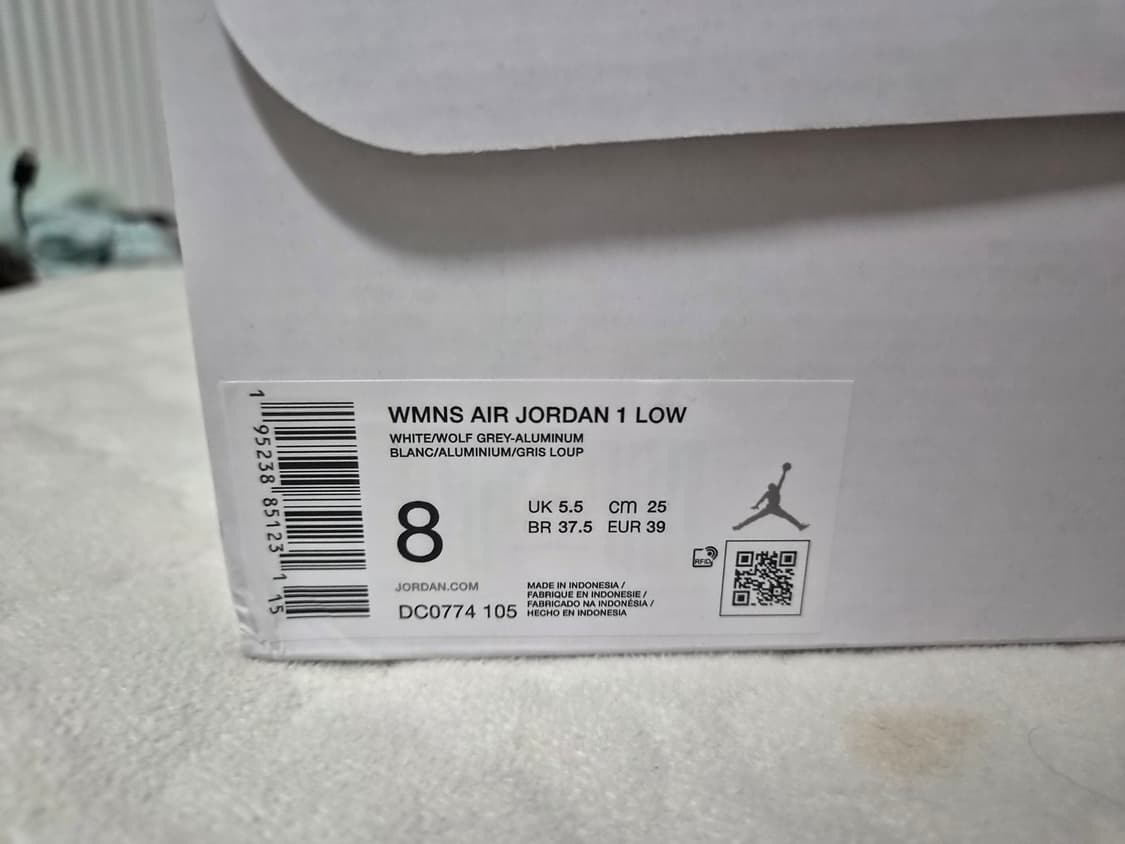 WMNS AIR JORDAN 1 LOW
WHITE/WOLF GREY-ALUMINUM
BLANC/ALUMINIUM/GRIS LOUP
8
UK 5.5 cm 25
BR 37.5 EUR 39
RFID
JORDAN.COM
DC0774 105
MADE IN INDONESIA /
FABRIQUE EN INDONESIE /
FABRICADO NA INDONÉSIA /
HECHO EN INDONESIA
1 95238 85123 1 15